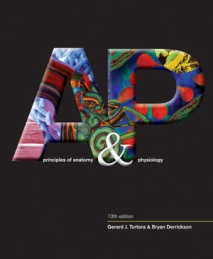 A&P
principles of anatomy physiology
13th edition
Gerard J. Tortora & Bryan Derrickson